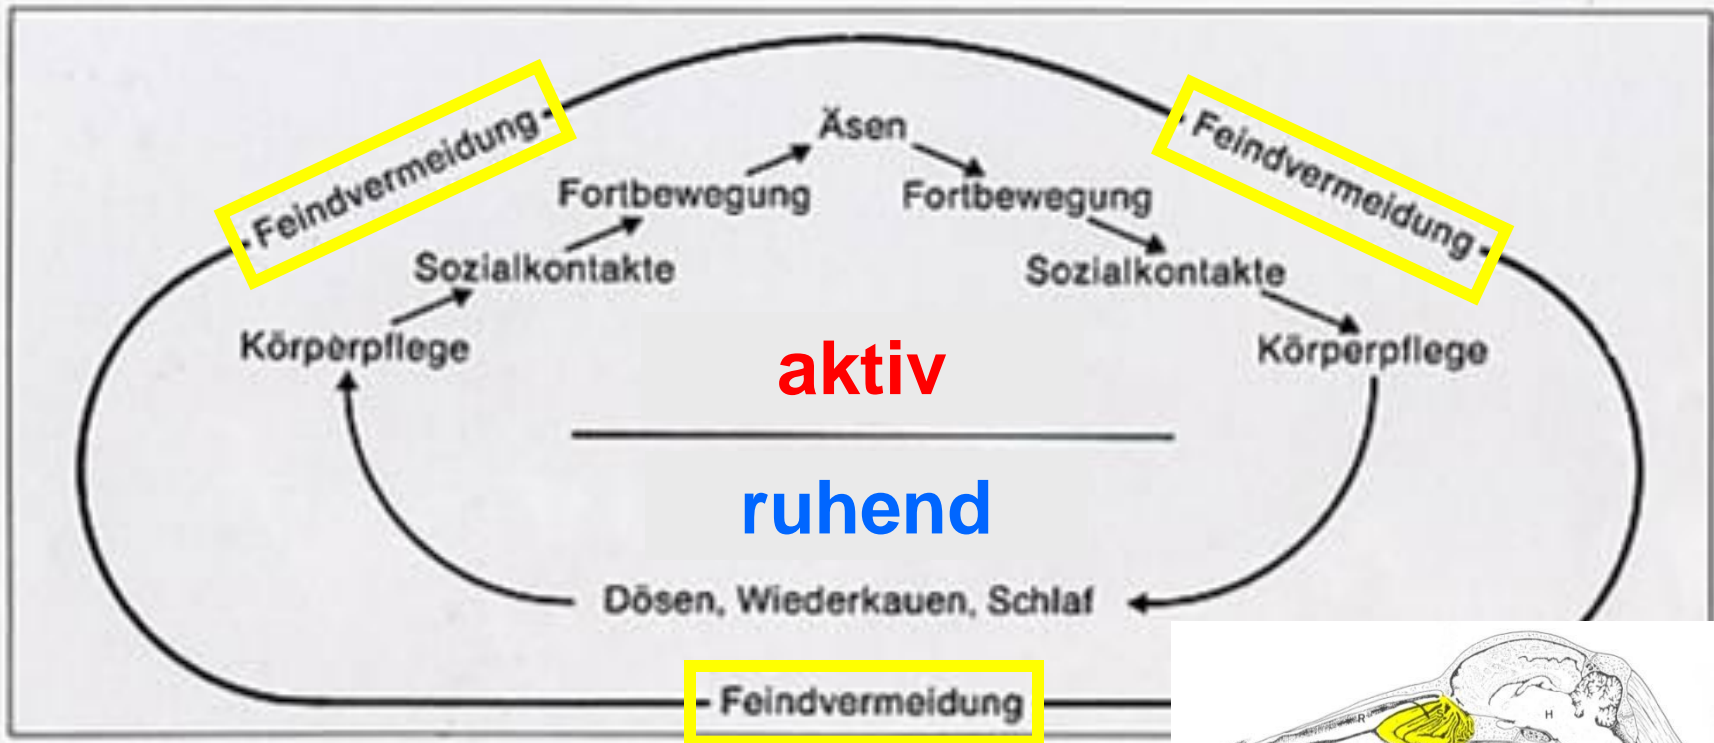 Feindvermeidung
Feindvermeidung
Äsen
Fortbewegung
Fortbewegung
Sozialkontakte
Sozialkontakte
Körperpflege
Körperpflege
aktiv
ruhend
Dösen, Wiederkauen, Schlaf
Feindvermeidung
R
H